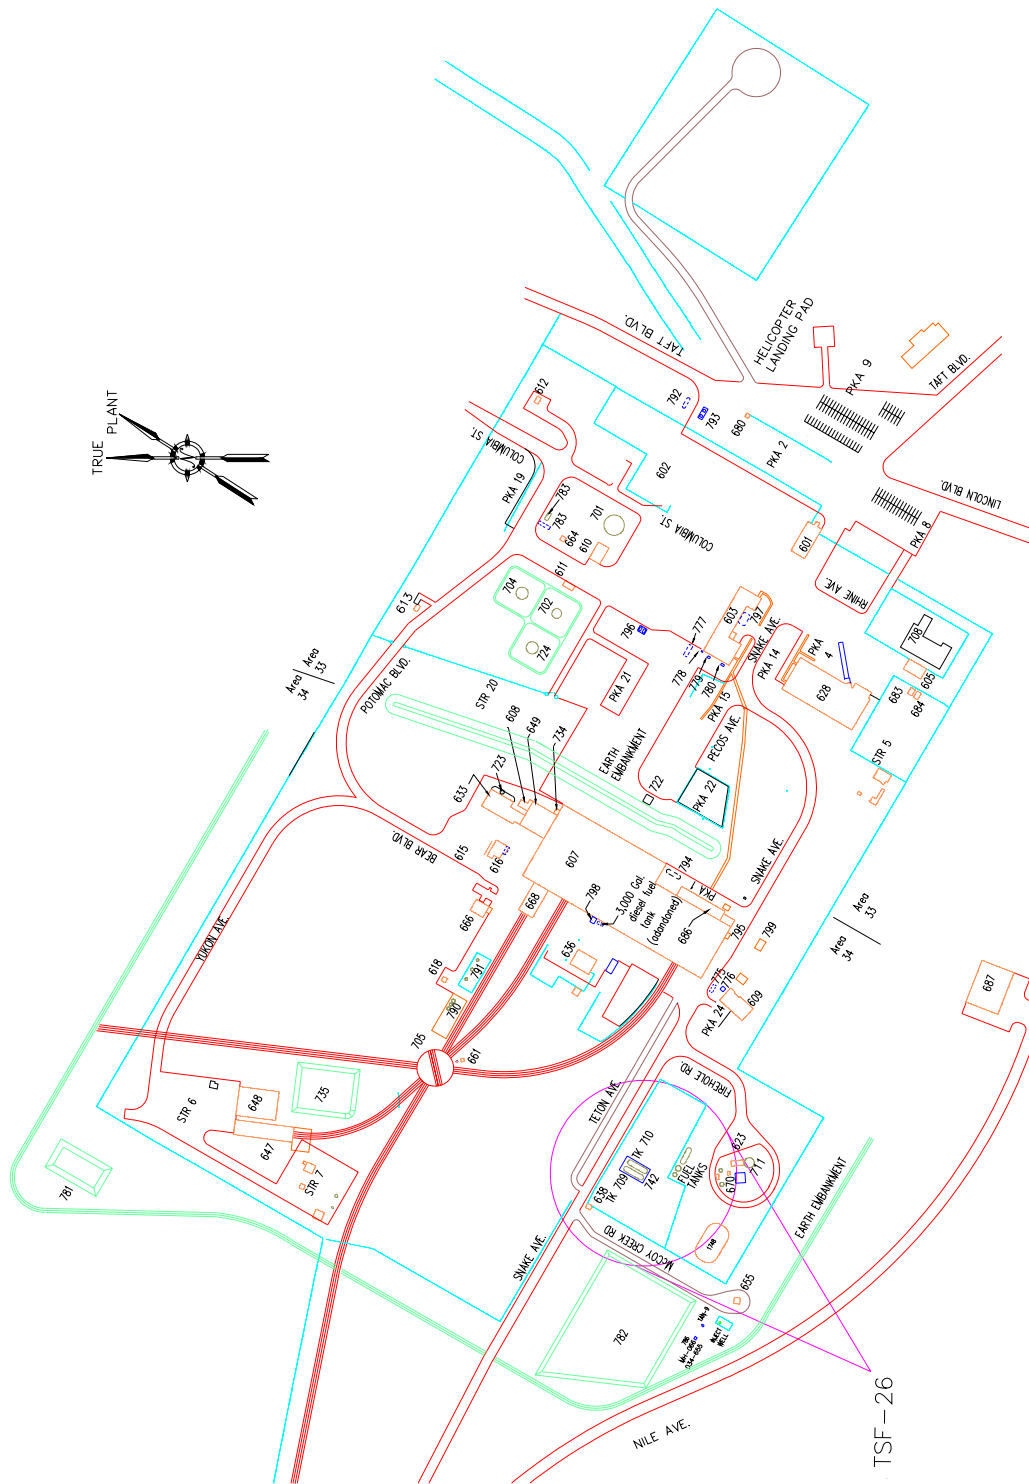 TRUE
PLANT
HELICOPTER
LANDING PAD
TAFT BLVD.
TAFT BLVD.
PKA 9
612
792
793
680
PKA 2
COLUMBIA ST.
PKA 19
783
783
602
701
664
610
COLUMBIA ST.
LINCOLN BLVD.
PKA 8
601
611
704
702
724
613
Area
33
Area
34
POTOMAC BLVD.
STR 20
796
777
603
797
SNAKE AVE.
RHINE AVE.
778
779
780
PKA 14
PKA
4
708
PKA 21
PKA 15
PECOS AVE.
628
605
683
684
STR 5
608
649
734
723
633
EARTH
EMBANKMENT
722
PKA 22
615
616
BEAR BLVD.
607
794
PKA 1
SNAKE AVE.
798
3,000 Gal.
diesel fuel
tank
(abandoned)
686
795
799
Area
33
Area
34
668
666
YUKON AVE.
618
791
790
636
775
776
609
PKA 24
687
705
661
FIREHOLE RD.
TETON AVE.
STR 6
648
735
647
STR 7
781
TK 710
709
742
638
TK
FUEL
TANKS
623
670
711
1748
EARTH EMBANKMENT
SNAKE AVE.
McCOY CREEK RD
655
782
TAN-9
INJECT
WELL
NILE AVE.
TSF-26